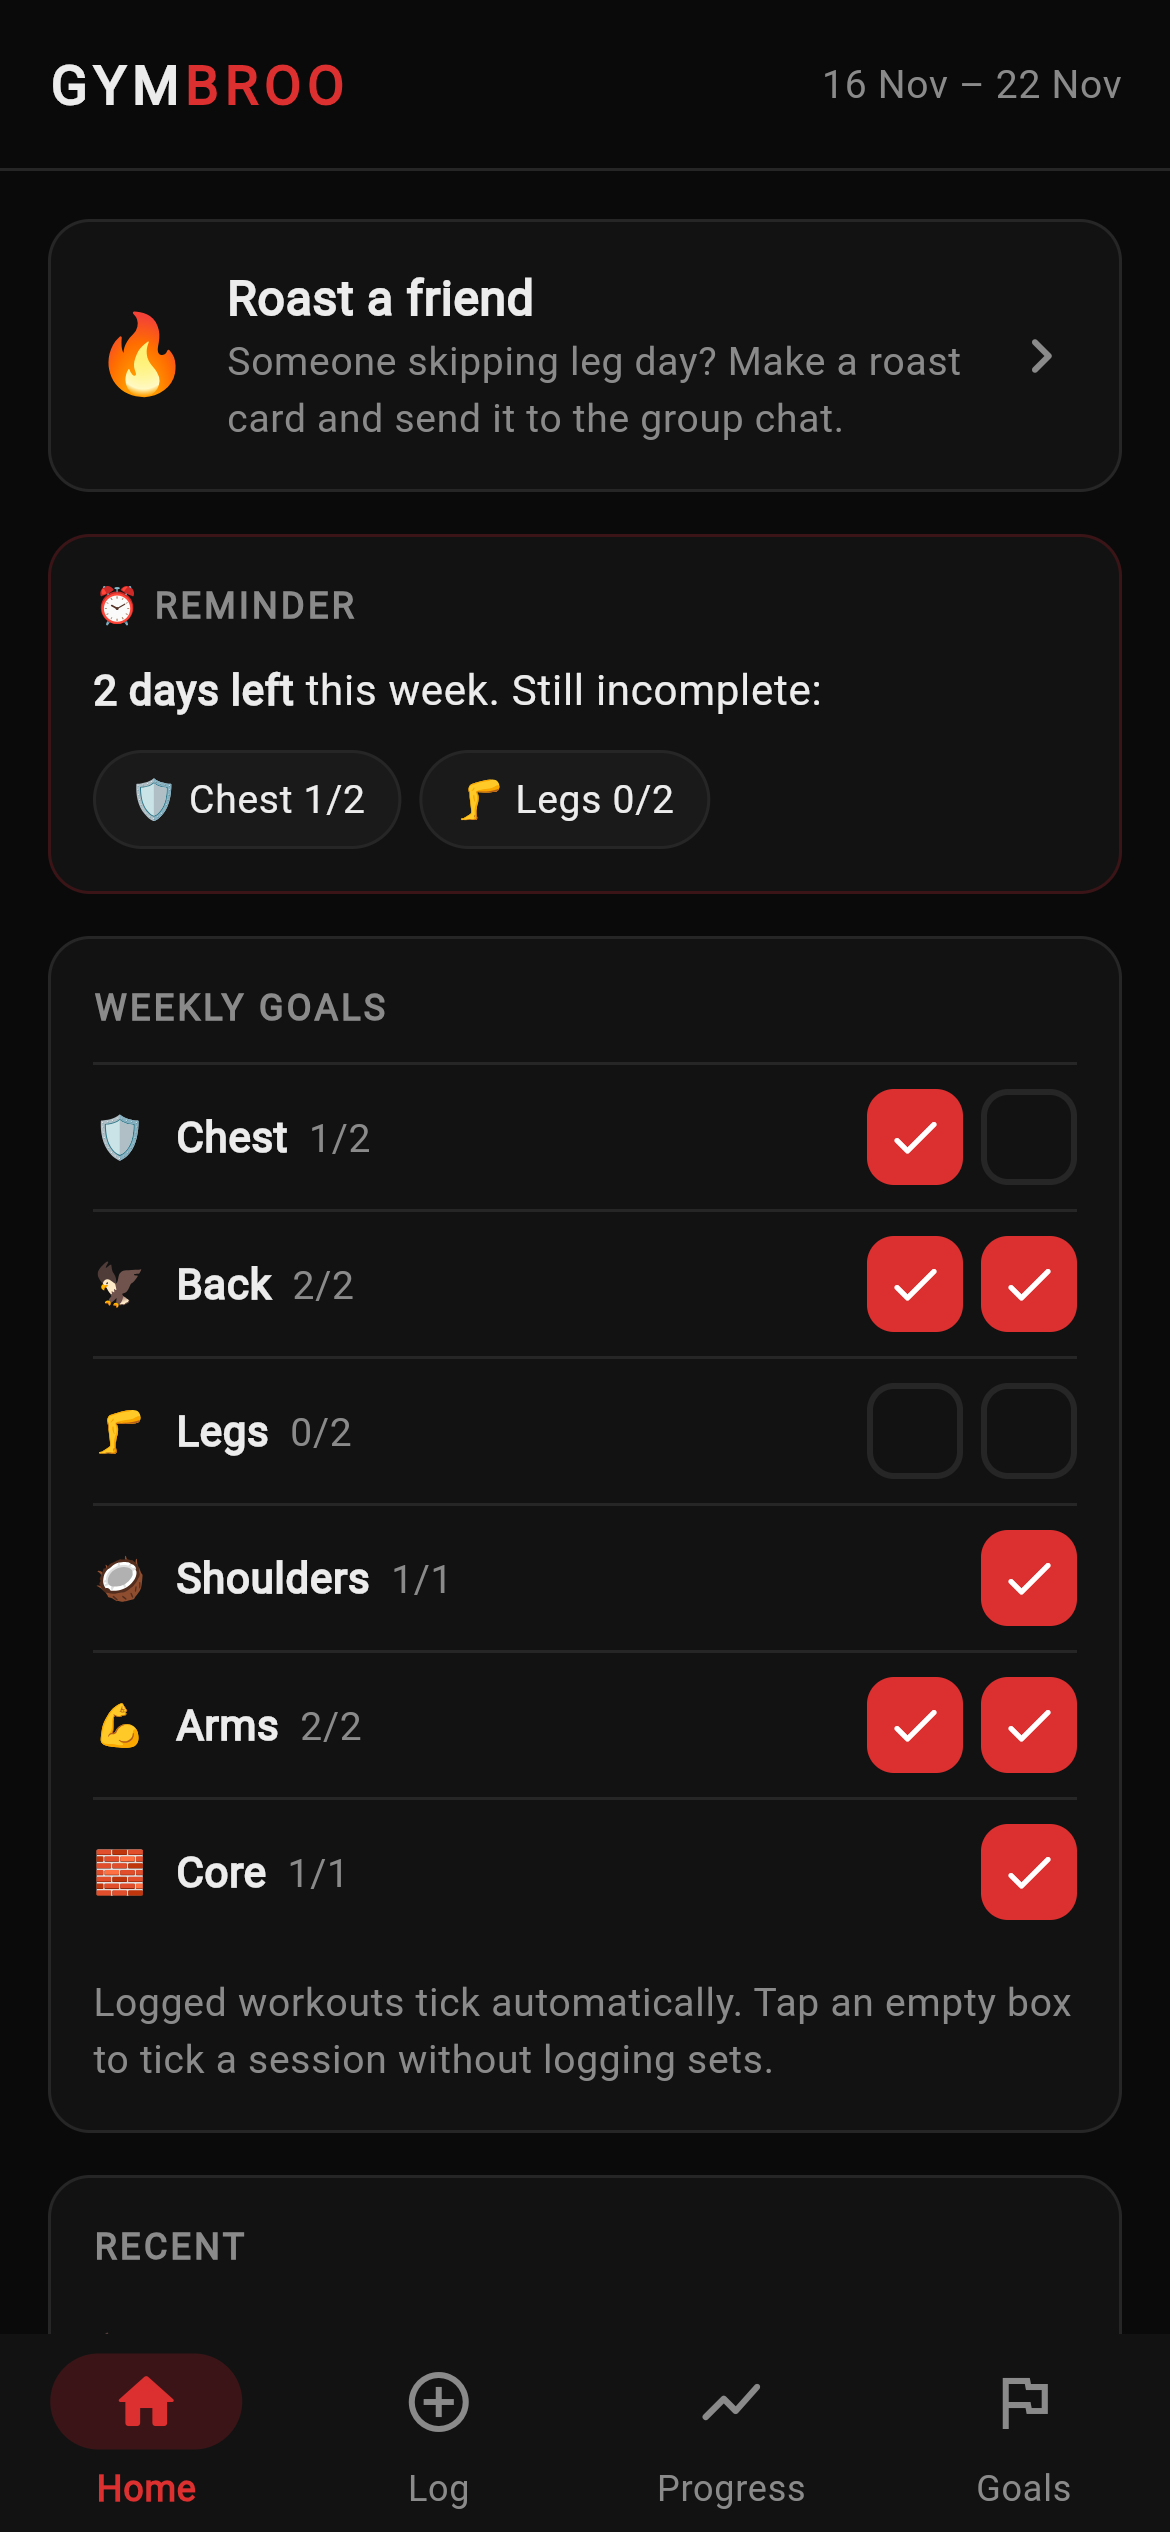 GYMBROO
16 Nov – 22 Nov
Roast a friend
Someone skipping leg day? Make a roast
card and send it to the group chat.
REMINDER
2 days left this week. Still incomplete:
Chest 1/2
Legs 0/2
WEEKLY GOALS
Chest 1/2
Back 2/2
Legs 0/2
Shoulders 1/1
Arms 2/2
Core 1/1
Logged workouts tick automatically. Tap an empty box
to tick a session without logging sets.
RECENT
Home
Log
Progress
Goals